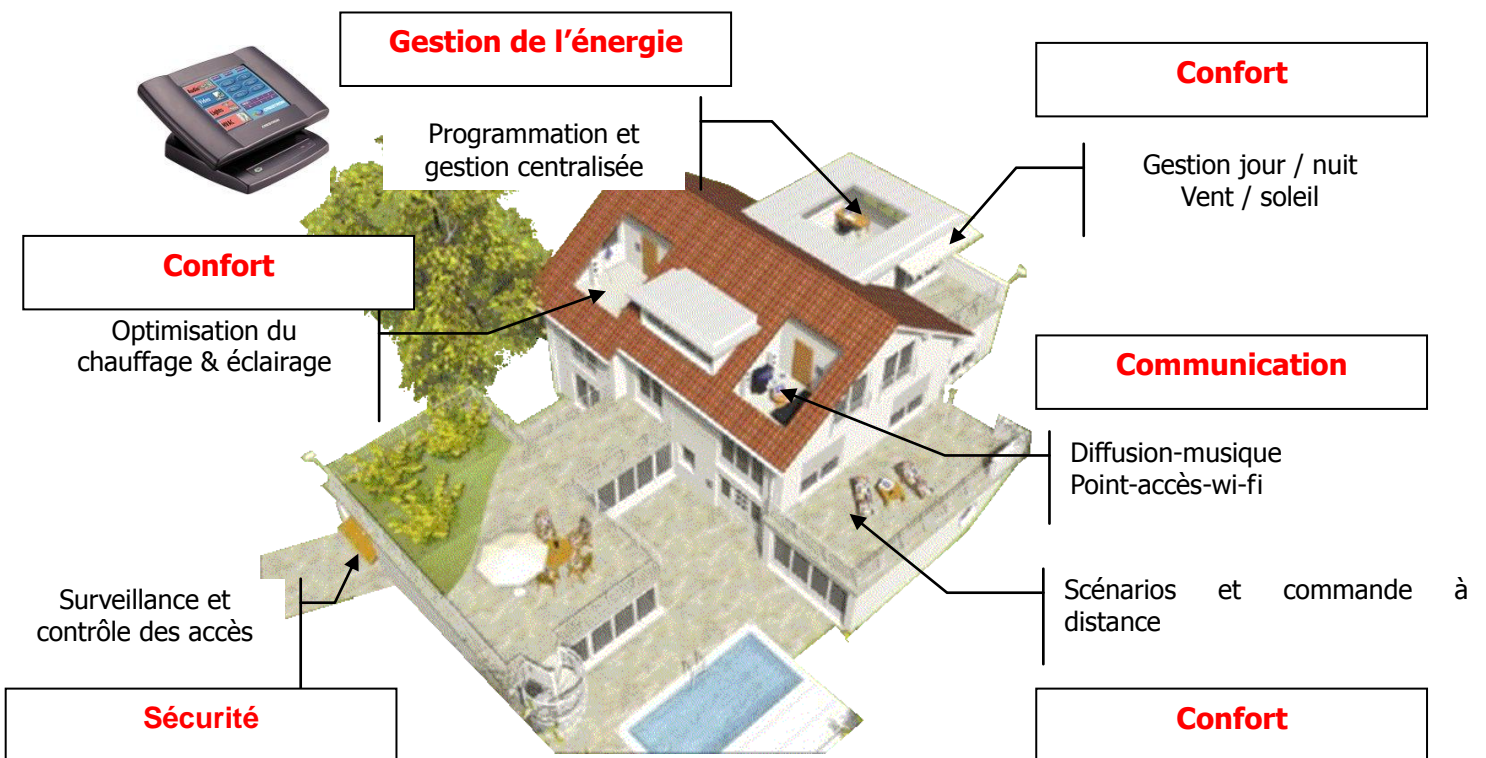 Gestion de l’énergie
Programmation et
gestion centralisée
Confort
Gestion jour / nuit
Vent / soleil
Confort
Optimisation du
chauffage & éclairage
Communication
Diffusion-musique
Point-accès-wi-fi
Surveillance et
contrôle des accès
Sécurité
Scénarios et commande à
distance
Confort